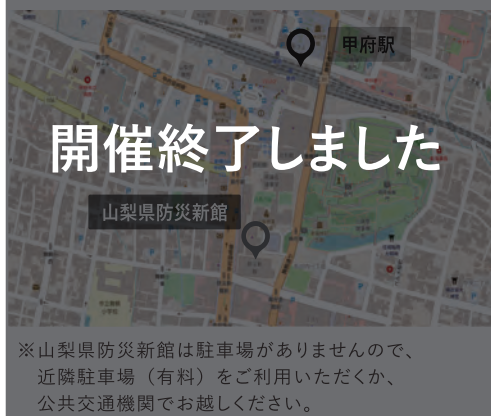 甲府駅
開催終了しました
山梨県防災新館
※山梨県防災新館は駐車場がありませんので、
近隣駐車場（有料）をご利用いただくか、
公共交通機関でお越しください。